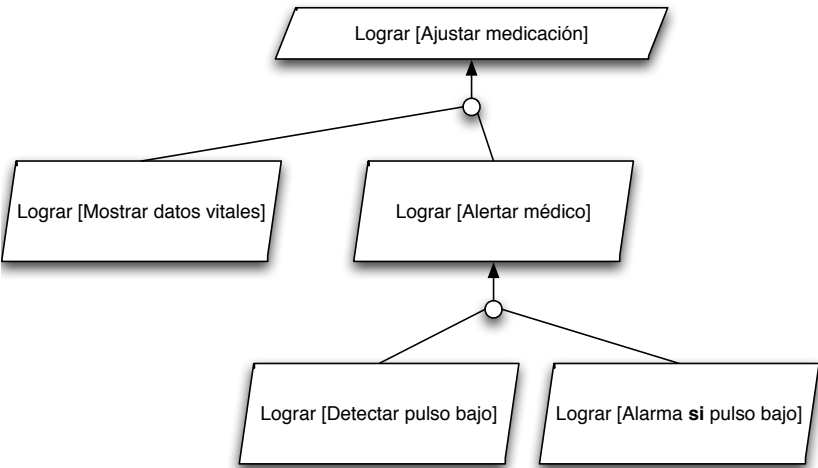 Lograr [Ajustar medicación]
Lograr [Mostrar datos vitales]
Lograr [Alertar médico]
Lograr [Detectar pulso bajo]
Lograr [Alarma si pulso bajo]